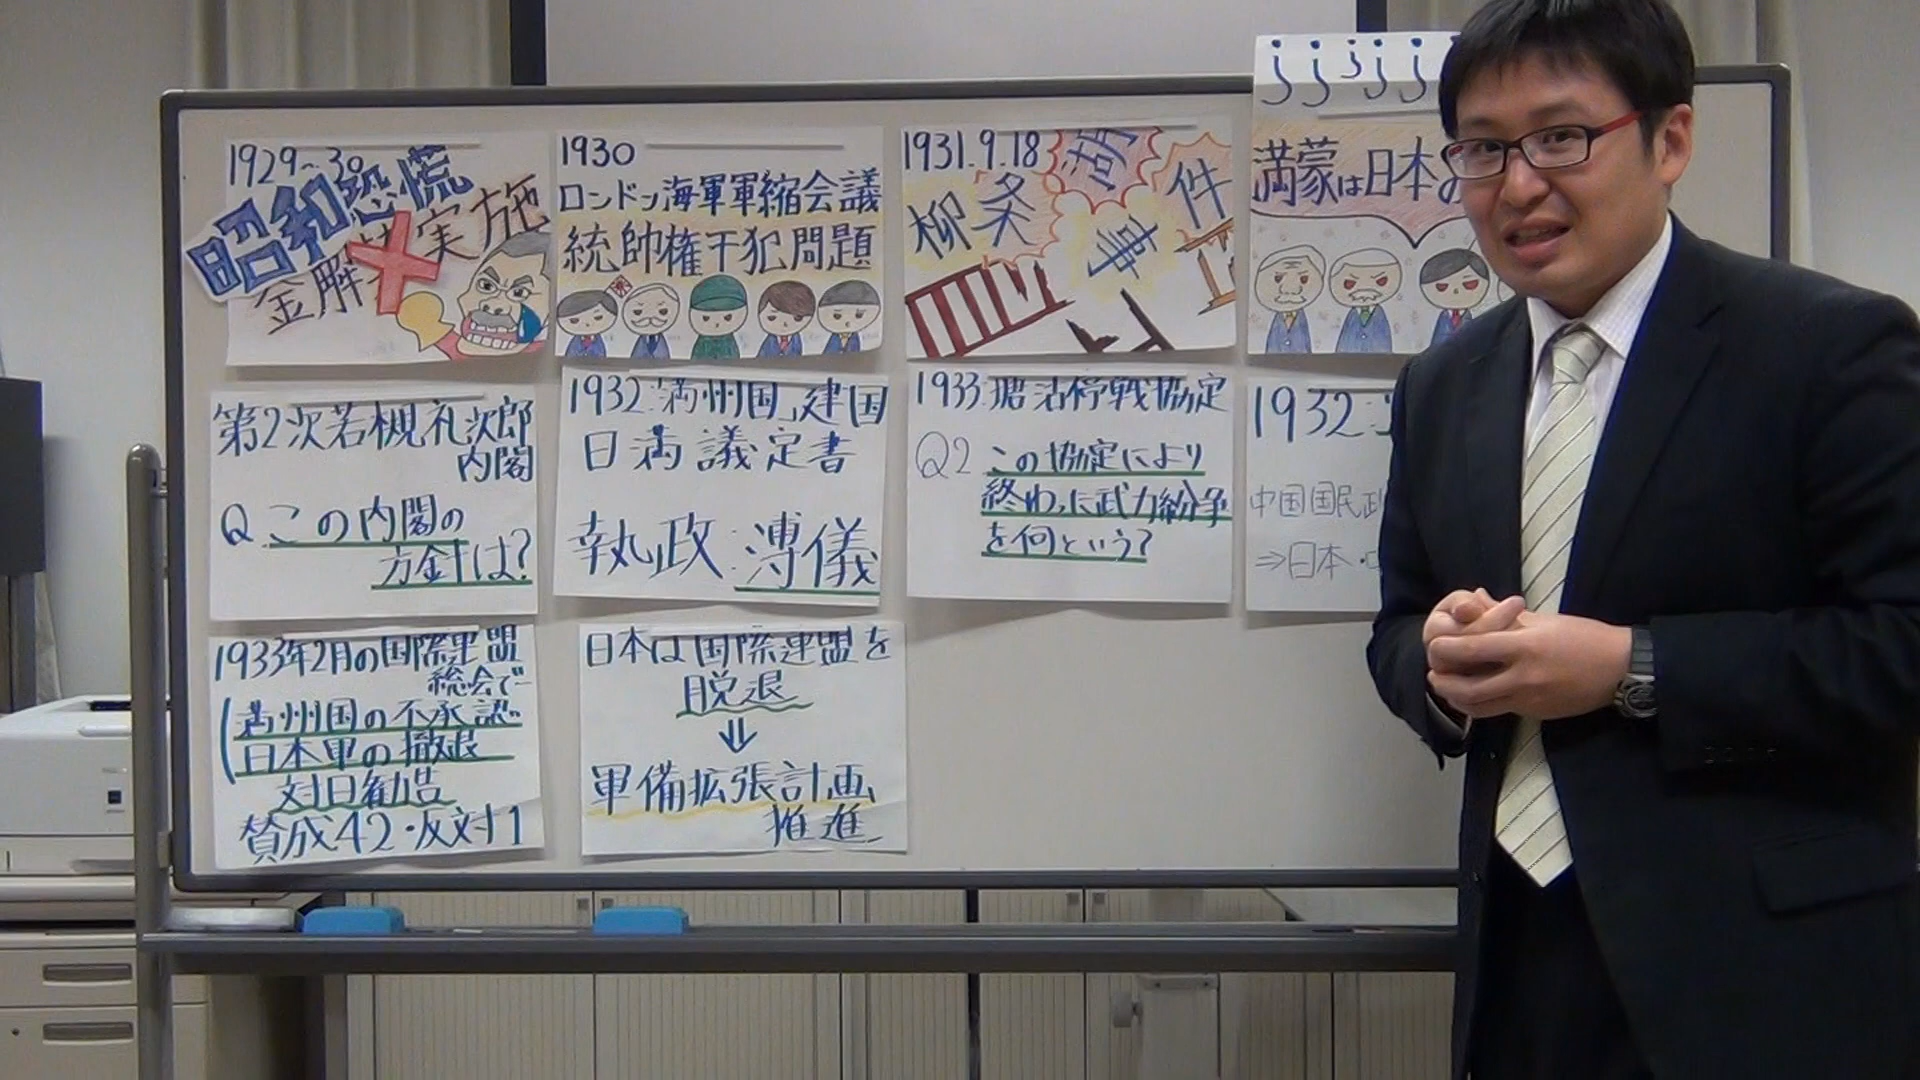 1929~30
昭和恐慌
金解禁実施
1930
ロンドン海軍軍縮会議
統帥権干犯問題
1931.9.18
柳条湖
事件
満蒙は日本
第2次若槻礼次郎
内閣
Q この内閣の
方針は?
1932:「満州国」建国
日満議定書
執政:溥儀
1933:塘沽停戦協定
Q2 この協定により
終わった武力紛争
を何という?
1932:
中国国民政
⇒日本・
1933年2月の国際連盟
総会で
満州国の不承認
日本軍の撤退
対日勧告
賛成42・反対1
日本は国際連盟を
脱退
⇓
軍備拡張計画
推進